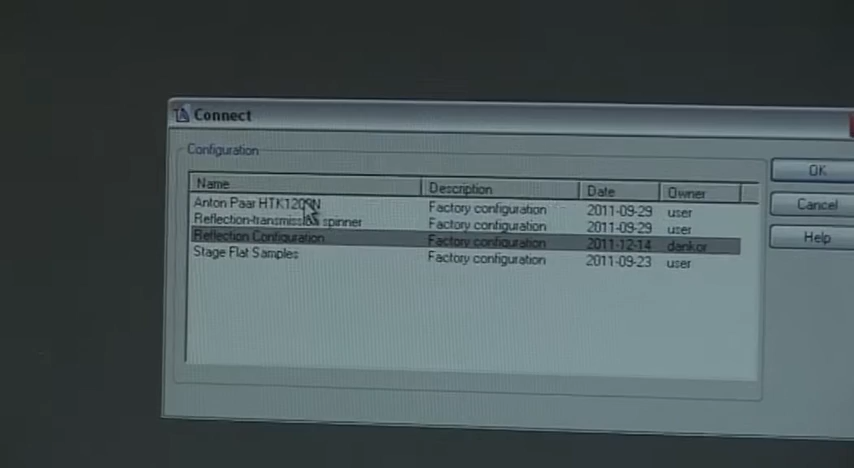 Connect
Configuration
Name Description Date Owner
Anton Paar HTK1200N Factory configuration 2011-09-29 user
Reflection-transmission spinner Factory configuration 2011-09-29 user
Reflection Configuration Factory configuration 2011-12-14 dankor
Stage Flat Samples Factory configuration 2011-09-23 user
OK
Cancel
Help